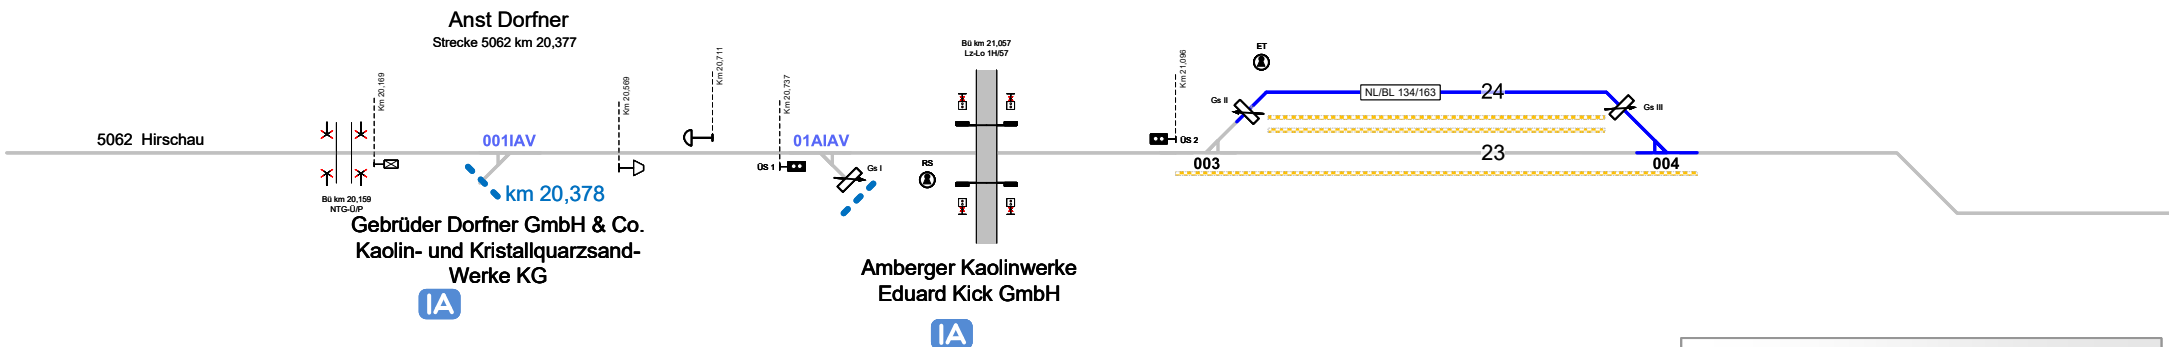 Anst Dorfner
Strecke 5062 km 20,377
5062 Hirschau
Bü km 20,159
NTG-Ü/P
Km 20,169
001IAV
km 20,378
Gebrüder Dorfner GmbH & Co.
Kaolin- und Kristallquarzsand-
Werke KG
IA
Km 20,569
Km 20,711
Km 20,737
01AIAV
ÜS 1
Gs I
RS
Bü km 21,057
Lz-Lo 1H/57
Amberger Kaolinwerke
Eduard Kick GmbH
IA
Km 21,096
ÜS 2
003
Gs II
ET
NL/BL 134/163
24
23
Gs III
004